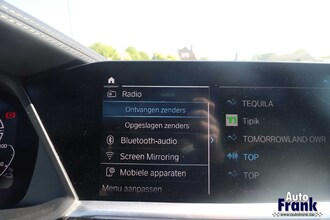 Radio
Ontvangen zenders
Opgeslagen zenders
Bluetooth-audio
Screen Mirroring
Mobiele apparaten
Menu aanpassen
TEQUILA
Tipik
TOMORROWLAND OWR
TOP
TOP
Auto
Frank